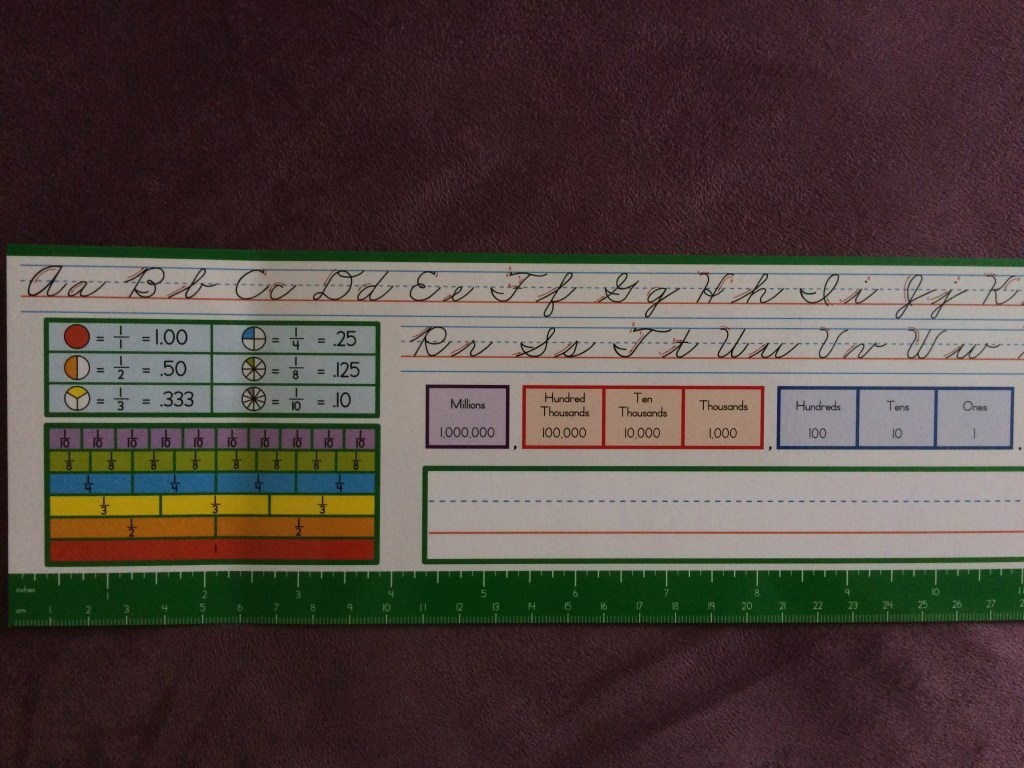 Aa Bb Cc Dd Ee Ff Gg Hh Ii Jj K
Rr Ss Tt Uu Vv Ww
= 1/1 = 1.00
= 1/4 = .25
= 1/2 = .50
= 1/8 = .125
= 1/3 = .333
= 1/10 = .10
1/10 1/10 1/10 1/10 1/10 1/10 1/10 1/10 1/10 1/10
1/8 1/8 1/8 1/8 1/8 1/8 1/8 1/8
1/4 1/4 1/4 1/4
1/3 1/3 1/3
1/2 1/2
1
Millions
1,000,000
,
Hundred
Thousands
100,000
Ten
Thousands
10,000
Thousands
1,000
,
Hundreds
100
Tens
10
Ones
1
.
inches 1 2 3 4 5 6 7 8 9 10 11
cm 1 2 3 4 5 6 7 8 9 10 11 12 13 14 15 16 17 18 19 20 21 22 23 24 25 26 27